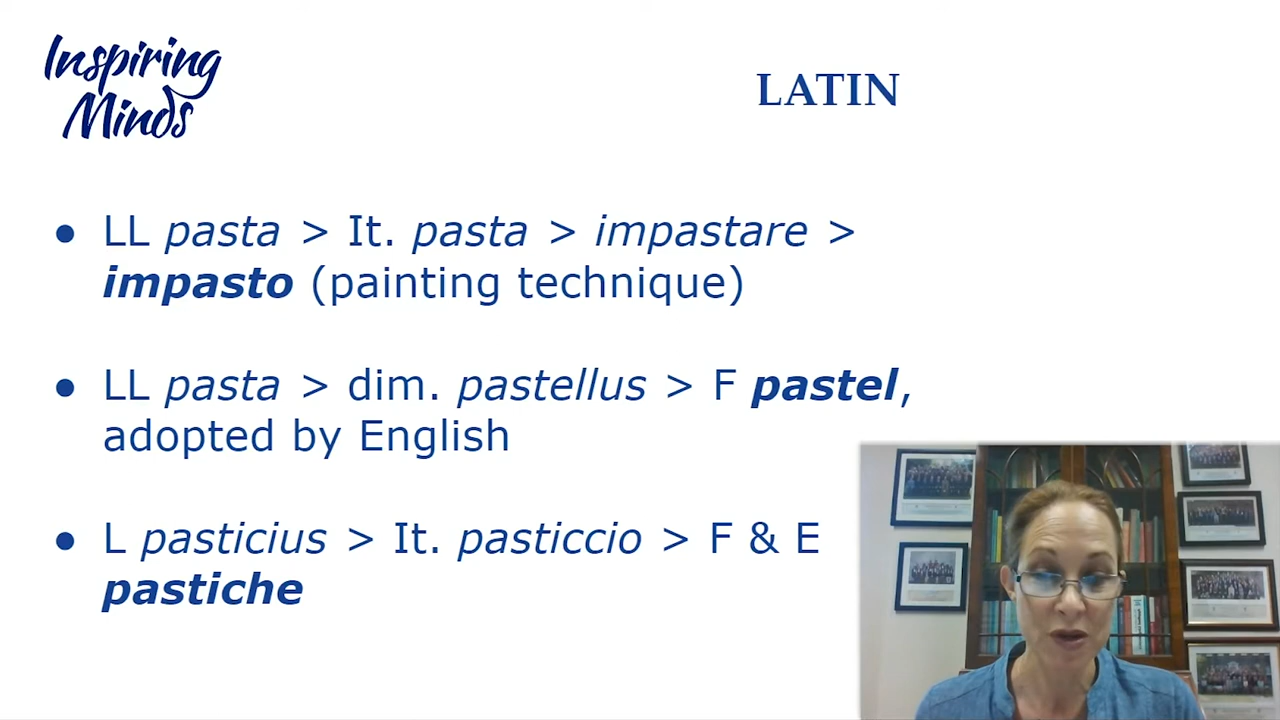 Inspiring
Minds
LATIN
● LL pasta > It. pasta > impastare >
impasto (painting technique)
● LL pasta > dim. pastellus > F pastel,
adopted by English
● L pasticius > It. pasticcio > F & E
pastiche